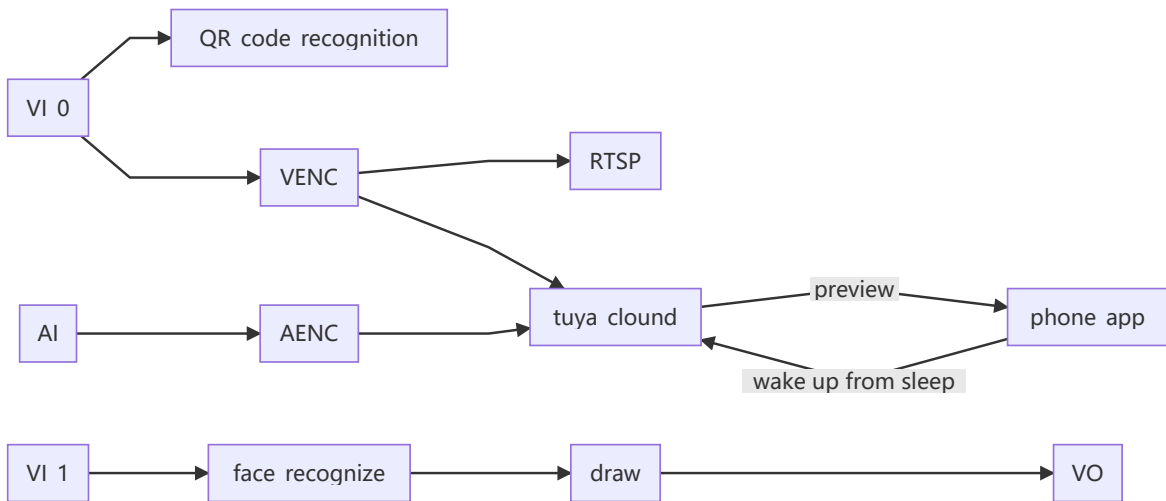 QR code recognition
VI 0
VENC
RTSP
AI
AENC
tuya clound
preview
phone app
wake up from sleep
VI 1
face recognize
draw
VO